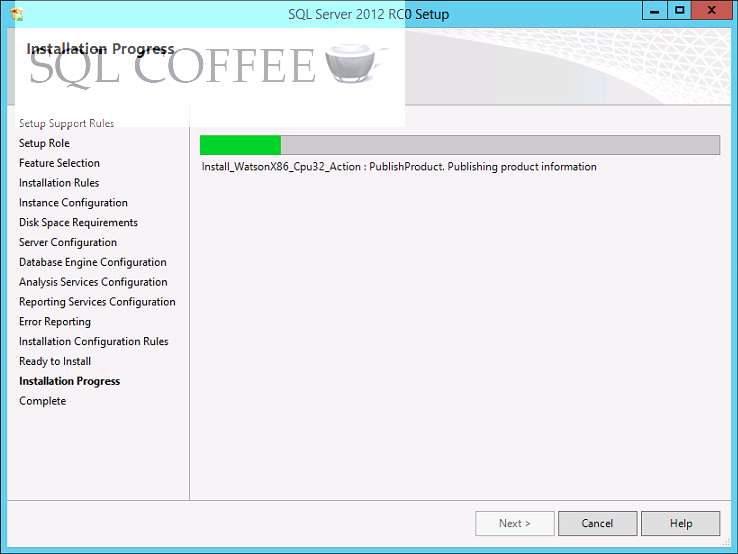 SQL Server 2012 RC0 Setup
Installation Progress
SQL COFFEE
Setup Support Rules
Setup Role
Feature Selection
Installation Rules
Instance Configuration
Disk Space Requirements
Server Configuration
Database Engine Configuration
Analysis Services Configuration
Reporting Services Configuration
Error Reporting
Installation Configuration Rules
Ready to Install
Installation Progress
Complete
Install_WatsonX86_Cpu32_Action : PublishProduct. Publishing product information
Next > Cancel Help